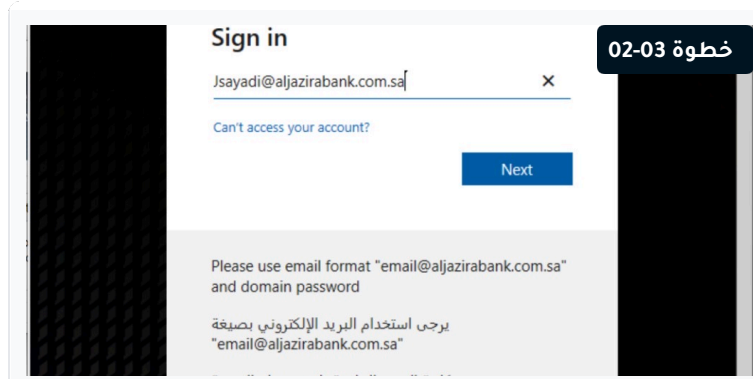 خطوة 03-02
Sign in
Jsayadi@aljazirabank.com.sa
Can't access your account?
Next
Please use email format "email@aljazirabank.com.sa"
and domain password
يرجى استخدام البريد الإلكتروني بصيغة
"email@aljazirabank.com.sa"